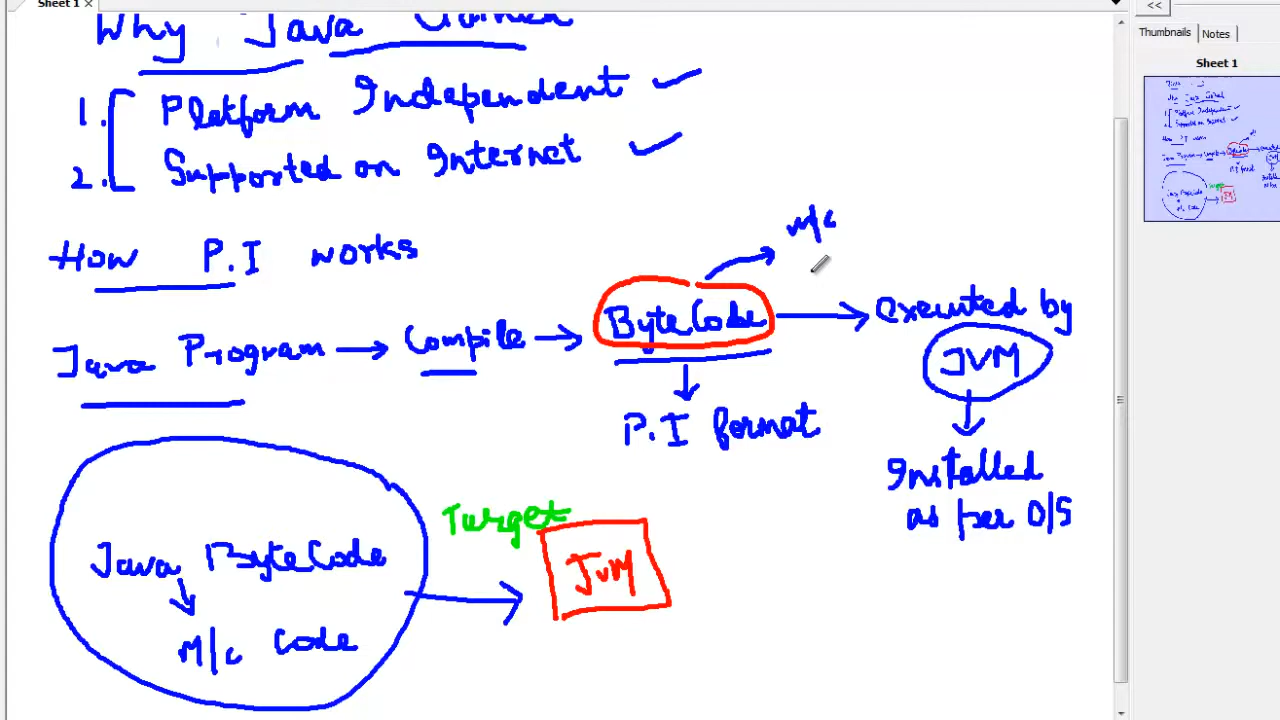 Sheet 1
<<
Thumbnails Notes
Sheet 1
Why Java Gained
1. Platform Independent
2. Supported on Internet
How P.I works
M/c
Java Program → Compile → ByteCode → executed by
JVM
P.I format
Installed
as per O/S
Target
Java ByteCode
JVM
M/c Code